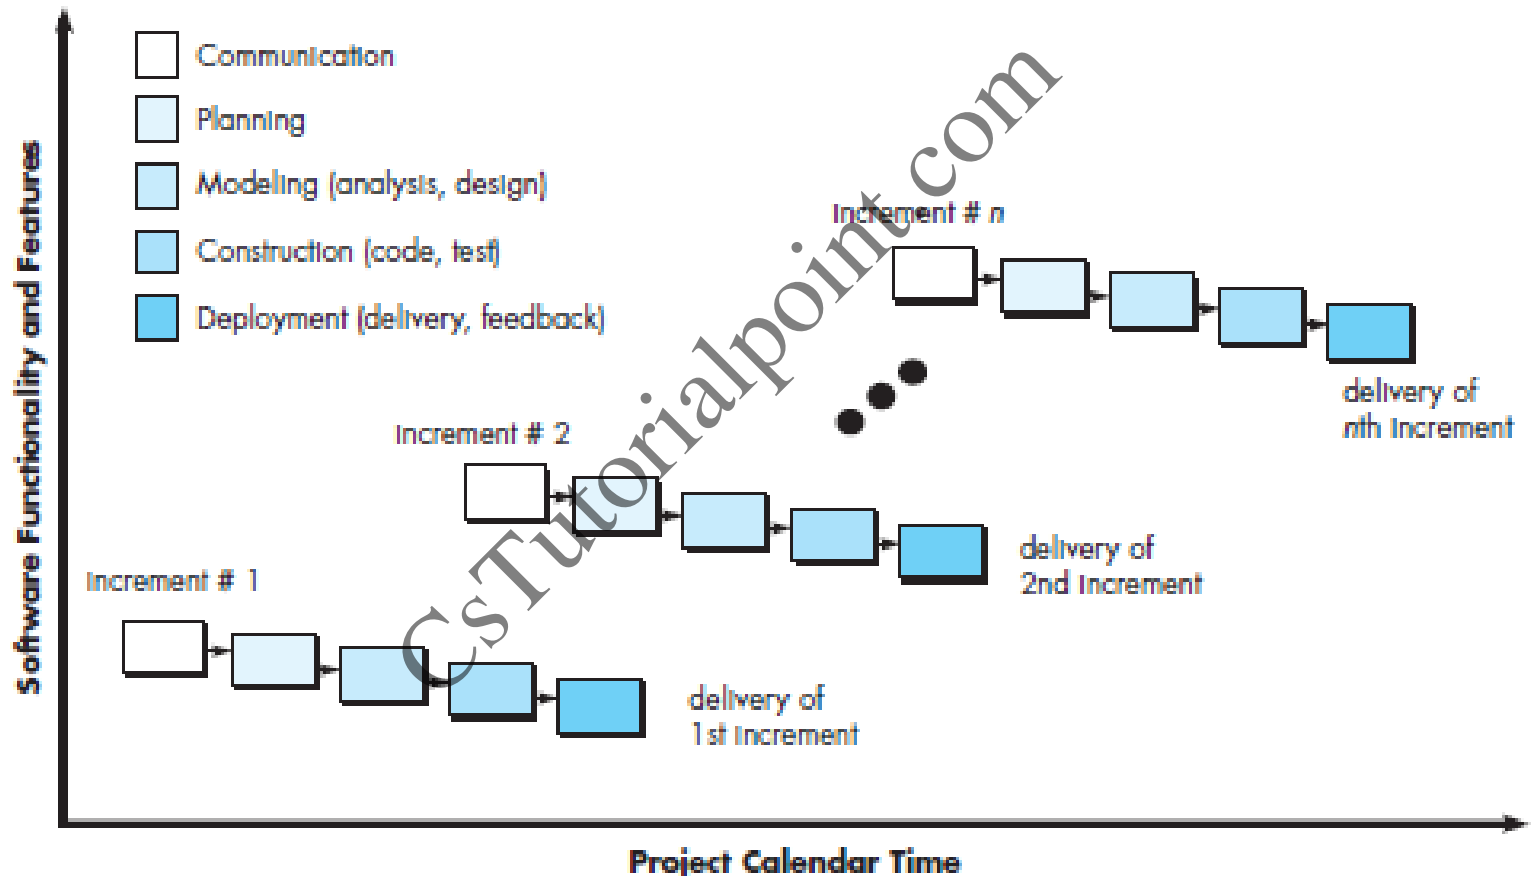 Communication
Planning
Modeling (analysis, design)
Construction (code, test)
Deployment (delivery, feedback)
Increment # n
delivery of
nth Increment
Increment # 2
delivery of
2nd Increment
Increment # 1
delivery of
1st Increment
Software Functionality and Features
Project Calendar Time
CsTutorialpoint.com